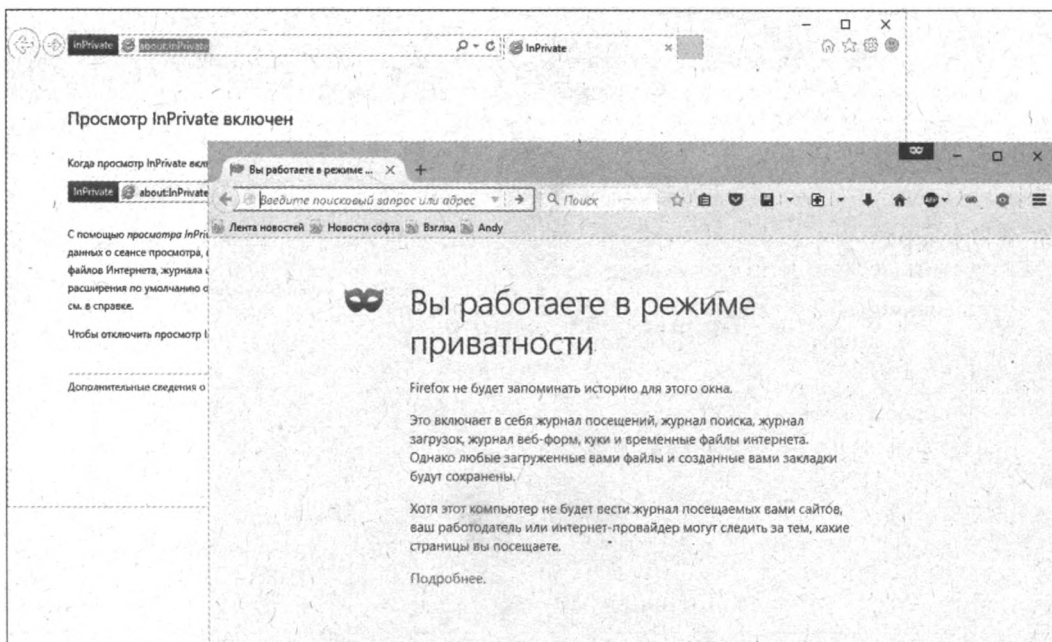 InPrivate about:InPrivate
InPrivate
Просмотр InPrivate включен
Когда просмотр InPrivate вкл
InPrivate about:InPrivate
С помощью просмотра InPri
данных о сеансе просмотра,
файлов Интернета, журнала
расширения по умолчанию о
см. в справке.
Чтобы отключить просмотр I
Дополнительные сведения о
Вы работаете в режиме ...
Введите поисковый запрос или адрес
Поиск
ABP
Лента новостей Новости софта Взгляд Andy
Вы работаете в режиме
приватности
Firefox не будет запоминать историю для этого окна.
Это включает в себя журнал посещений, журнал поиска, журнал
загрузок, журнал веб-форм, куки и временные файлы интернета.
Однако любые загруженные вами файлы и созданные вами закладки
будут сохранены.
Хотя этот компьютер не будет вести журнал посещаемых вами сайтов,
ваш работодатель или интернет-провайдер могут следить за тем, какие
страницы вы посещаете.
Подробнее.